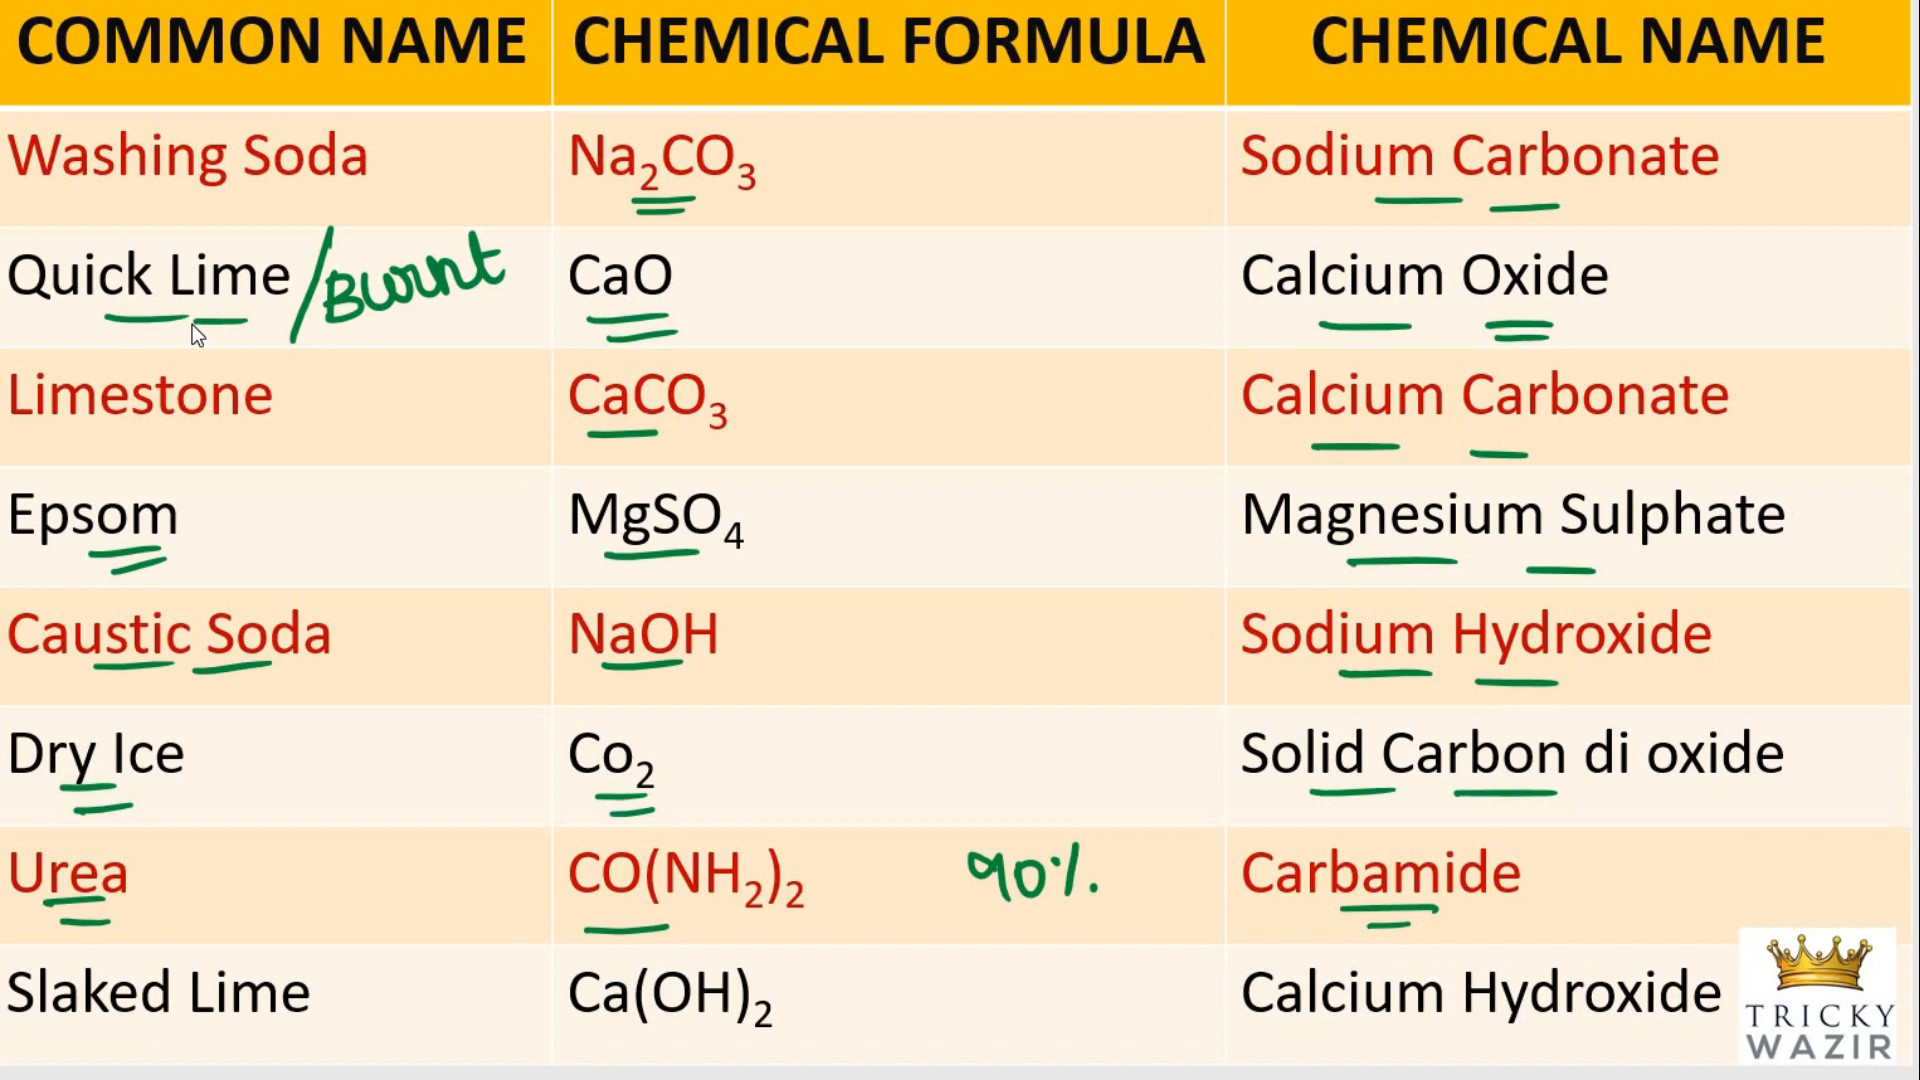 COMMON NAME CHEMICAL FORMULA CHEMICAL NAME
Washing Soda Na₂CO₃ Sodium Carbonate
Quick Lime /Burnt CaO Calcium Oxide
Limestone CaCO₃ Calcium Carbonate
Epsom MgSO₄ Magnesium Sulphate
Caustic Soda NaOH Sodium Hydroxide
Dry Ice Co₂ Solid Carbon di oxide
Urea CO(NH₂)₂ 90%. Carbamide
Slaked Lime Ca(OH)₂ Calcium Hydroxide
TRICKY
WAZIR